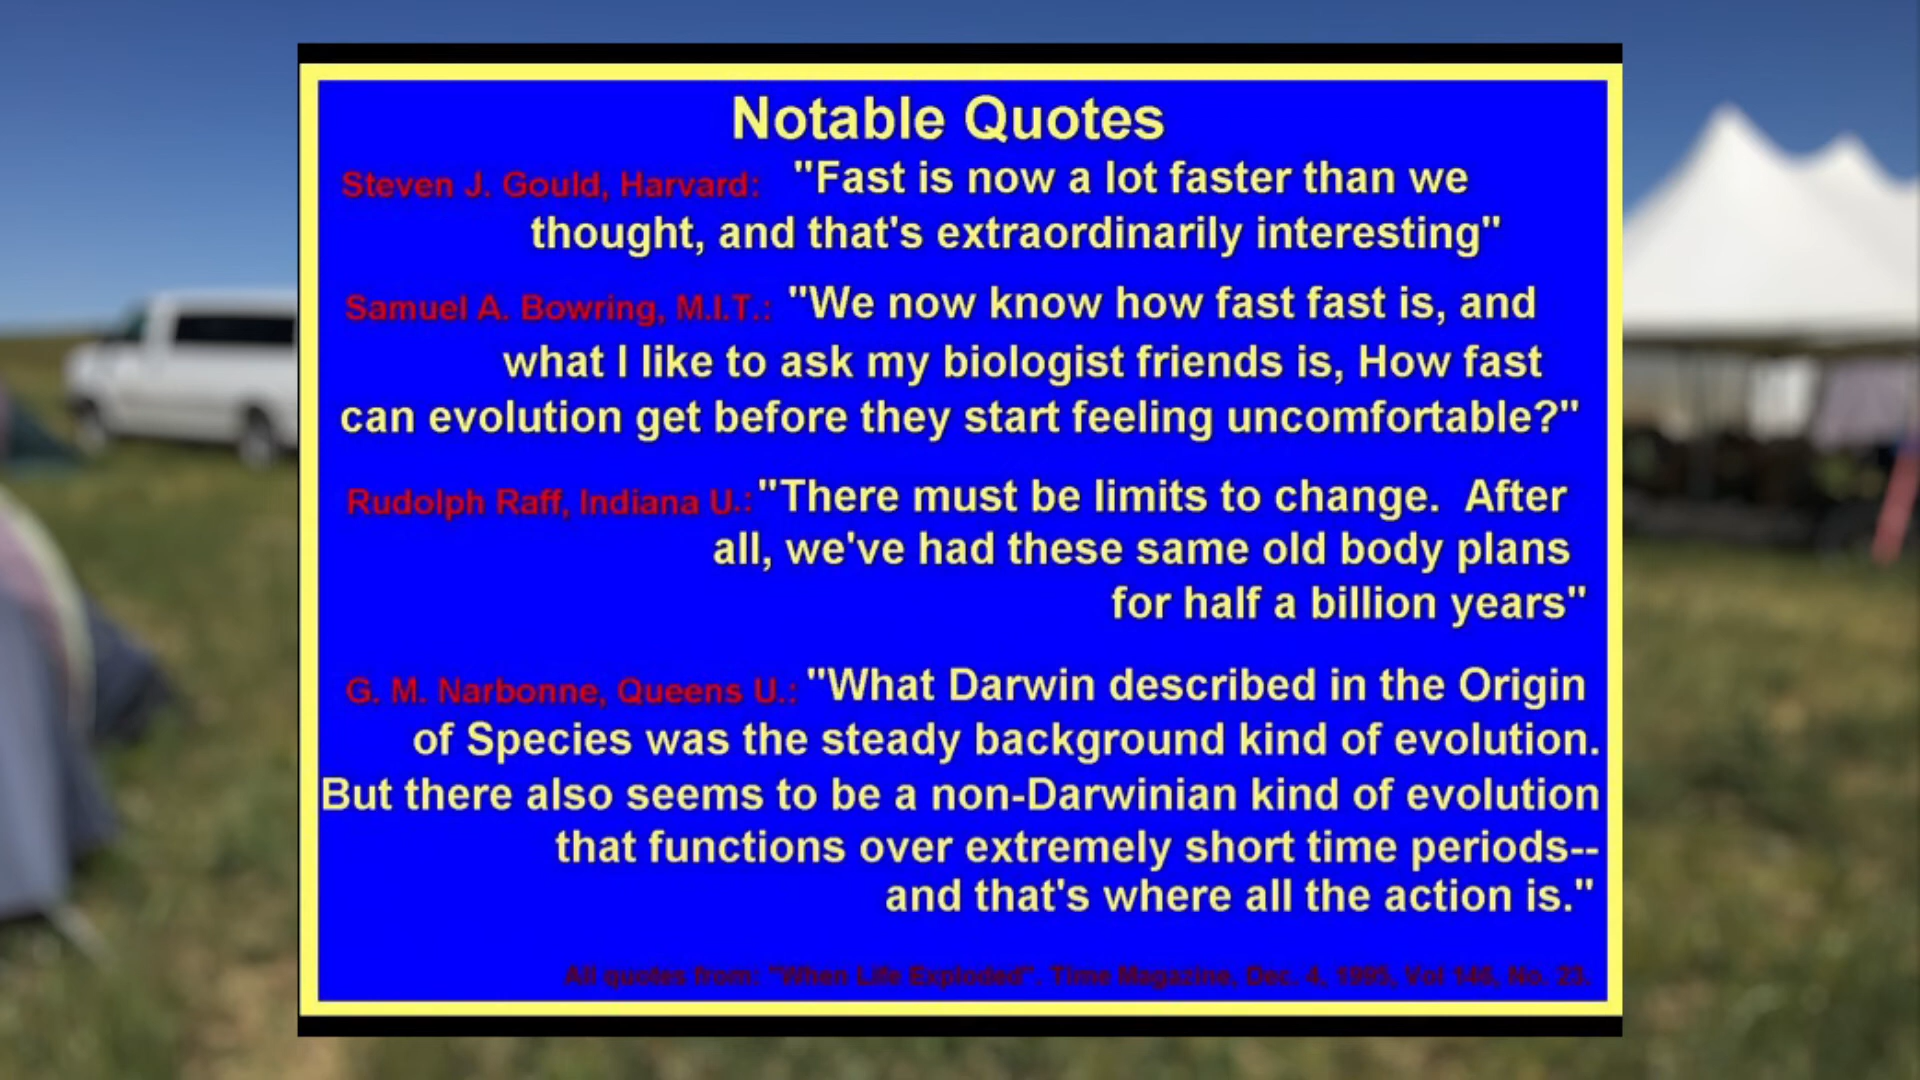 Notable Quotes
Steven J. Gould, Harvard: "Fast is now a lot faster than we
thought, and that's extraordinarily interesting"
Samuel A. Bowring, M.I.T.: "We now know how fast fast is, and
what I like to ask my biologist friends is, How fast
can evolution get before they start feeling uncomfortable?"
Rudolph Raff, Indiana U.: "There must be limits to change. After
all, we've had these same old body plans
for half a billion years"
G. M. Narbonne, Queens U.: "What Darwin described in the Origin
of Species was the steady background kind of evolution.
But there also seems to be a non-Darwinian kind of evolution
that functions over extremely short time periods--
and that's where all the action is."
All quotes from: "When Life Exploded". Time Magazine, Dec. 4, 1995, Vol 146, No. 23.